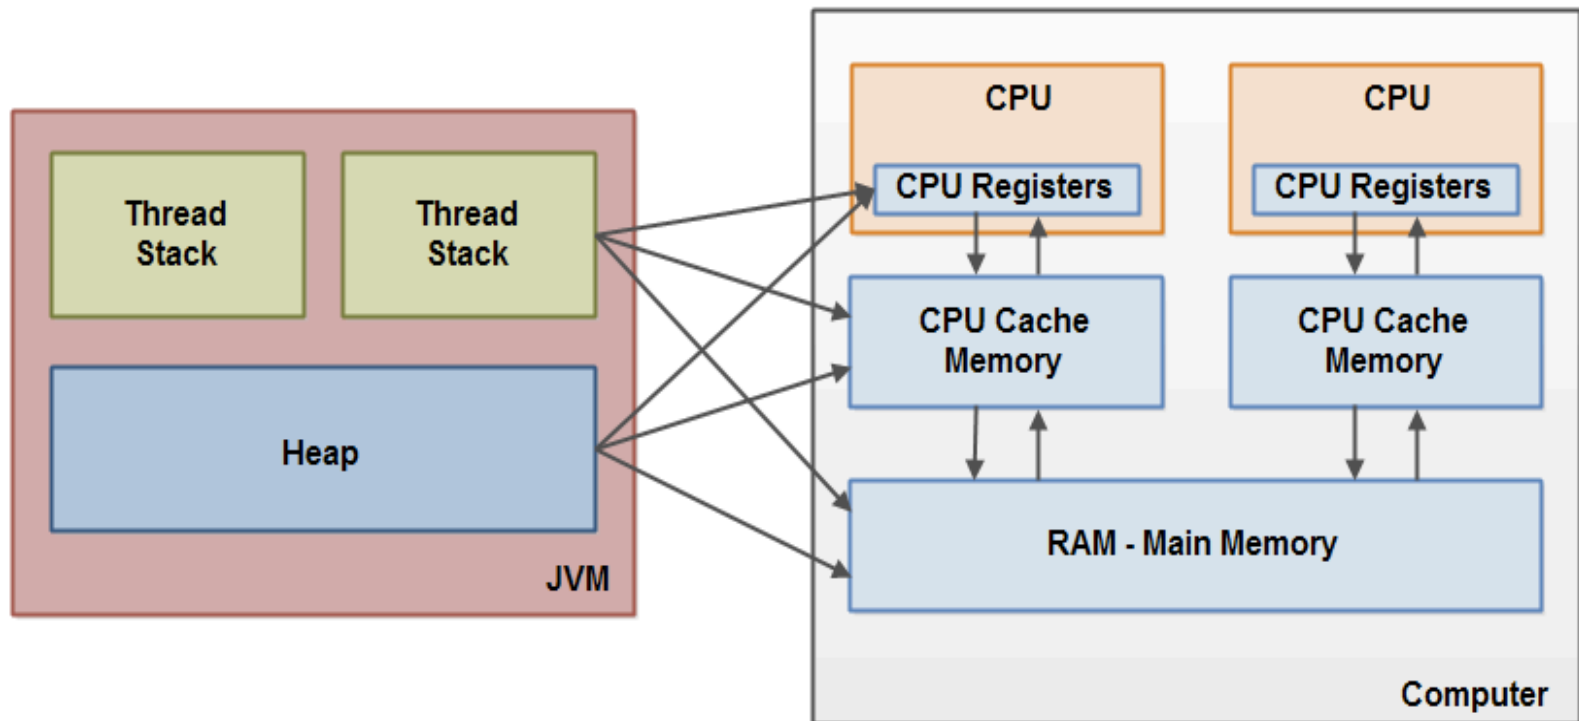 Thread
Stack
Thread
Stack
Heap
JVM
CPU
CPU Registers
CPU Cache
Memory
CPU
CPU Registers
CPU Cache
Memory
RAM - Main Memory
Computer